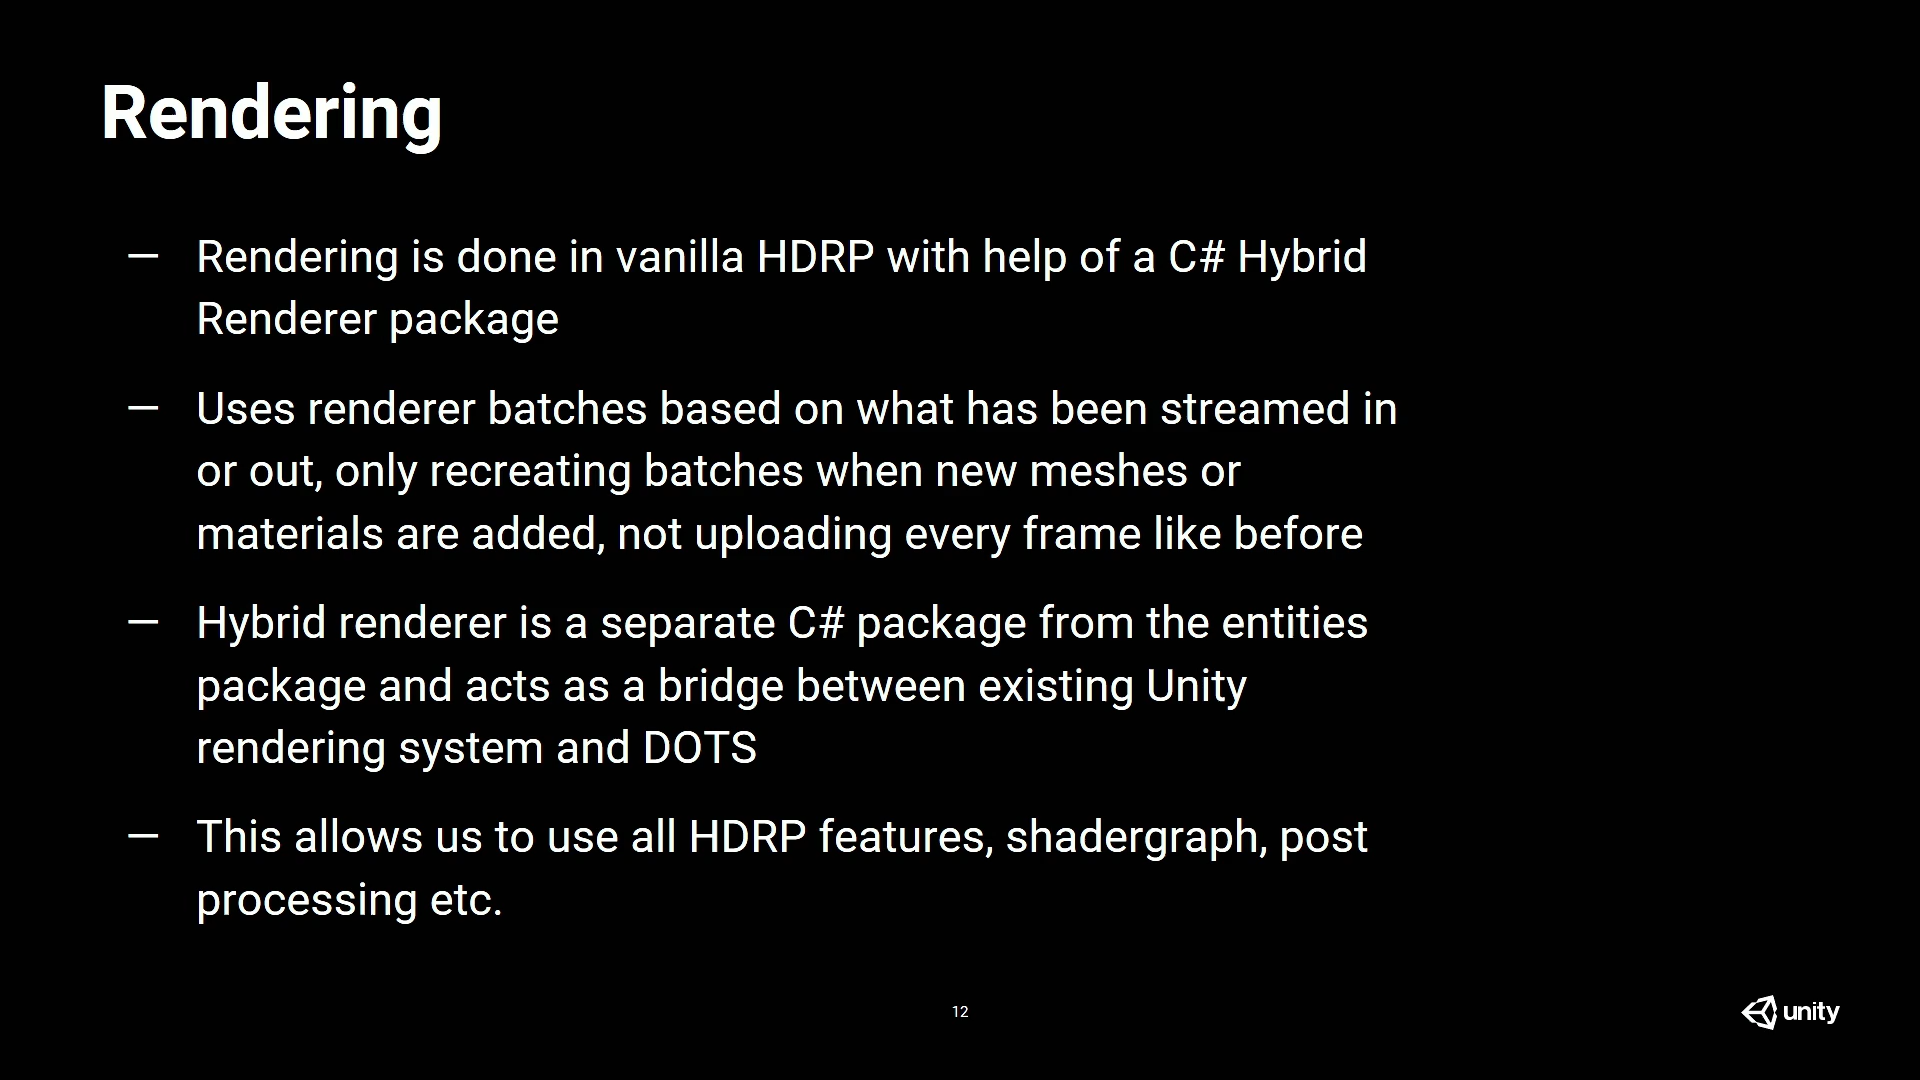 Rendering
— Rendering is done in vanilla HDRP with help of a C# Hybrid
Renderer package
— Uses renderer batches based on what has been streamed in
or out, only recreating batches when new meshes or
materials are added, not uploading every frame like before
— Hybrid renderer is a separate C# package from the entities
package and acts as a bridge between existing Unity
rendering system and DOTS
— This allows us to use all HDRP features, shadergraph, post
processing etc.
12
unity